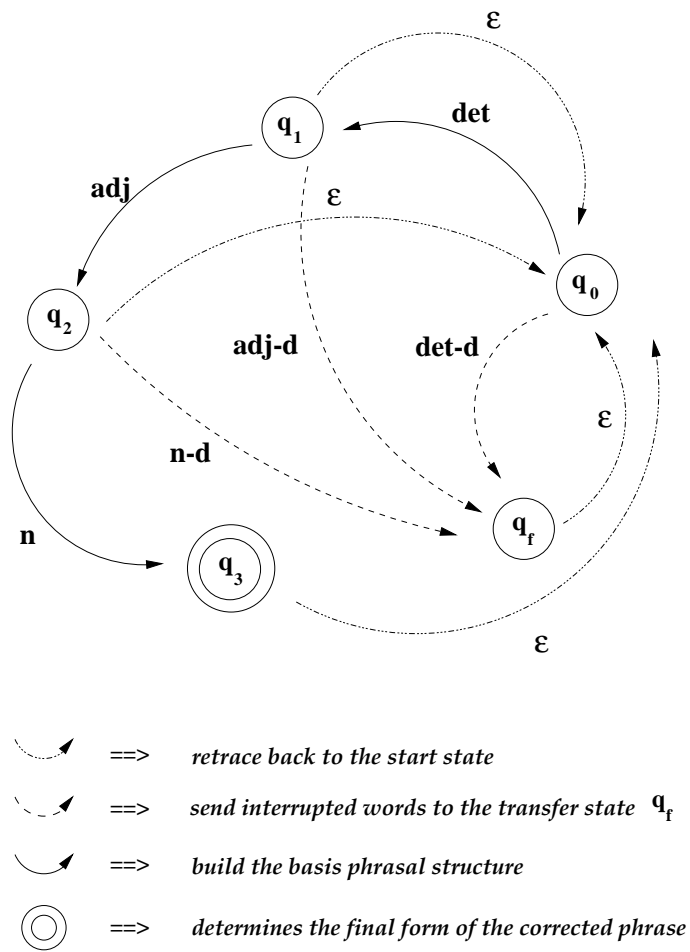 ε
det
q1
adj
ε
q0
q2
adj-d
det-d
ε
n-d
qf
n
q3
ε
==> retrace back to the start state
==> send interrupted words to the transfer state qf
==> build the basis phrasal structure
==> determines the final form of the corrected phrase